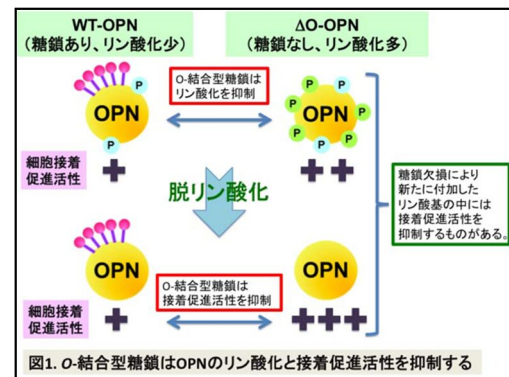 WT-OPN
(糖鎖あり、リン酸化少)
ΔO-OPN
(糖鎖なし、リン酸化多)
P
OPN
P
O-結合型糖鎖は
リン酸化を抑制
P
P
P
P
P
P
P
OPN
細胞接着
促進活性
+
++
脱リン酸化
糖鎖欠損により
新たに付加した
リン酸基の中には
接着促進活性を
抑制するものがある。
OPN
O-結合型糖鎖は
接着促進活性を抑制
OPN
細胞接着
促進活性
+
+++
図1. O-結合型糖鎖はOPNのリン酸化と接着促進活性を抑制する